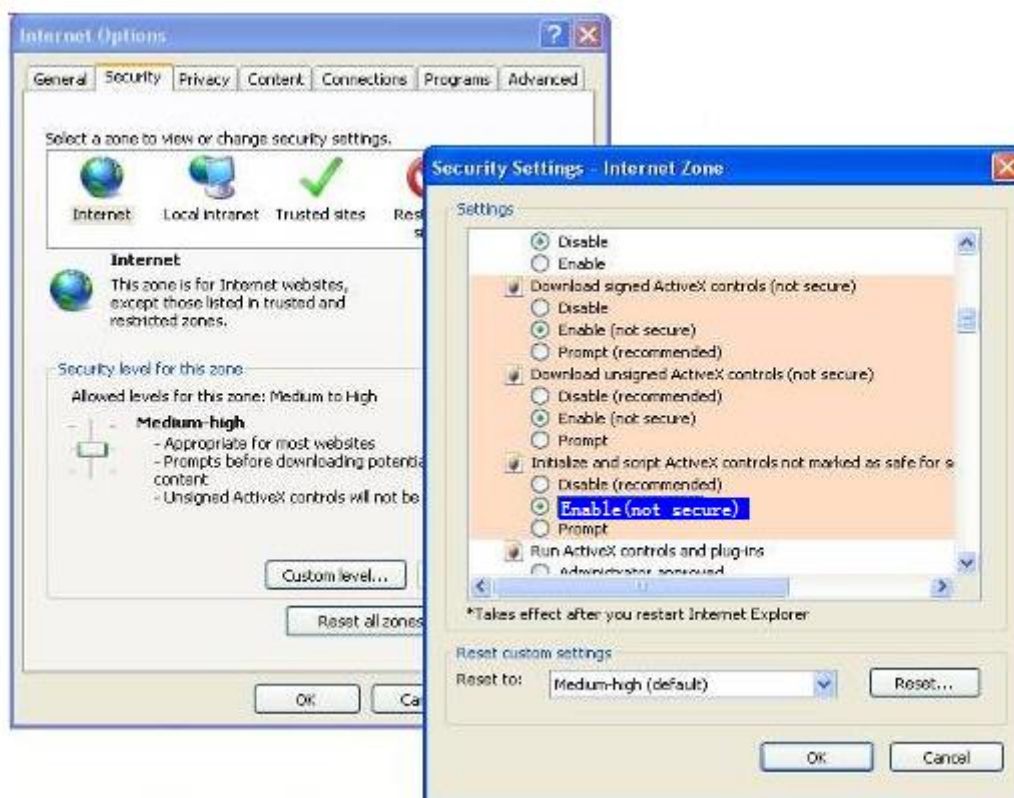 Internet Options
General Security Privacy Content Connections Programs Advanced
Select a zone to view or change security settings.
Internet Local intranet Trusted sites
Internet
This zone is for Internet websites,
except those listed in trusted and
restricted zones.
Security level for this zone
Allowed levels for this zone: Medium to High
Medium-high
- Appropriate for most websites
- Prompts before downloading
content
- Unsigned ActiveX controls will not be
Custom level...
Reset all zones
OK
Security Settings - Internet Zone
Settings
Disable
Enable
Download signed ActiveX controls (not secure)
Disable
Enable (not secure)
Prompt (recommended)
Download unsigned ActiveX controls (not secure)
Disable (recommended)
Enable (not secure)
Prompt
Initialize and script ActiveX controls not marked as safe for s
Disable (recommended)
Enable(not secure)
Prompt
Run ActiveX controls and plug-ins
Administrator approved
*Takes effect after you restart Internet Explorer
Reset custom settings
Reset to: Medium-high (default) Reset...
OK Cancel